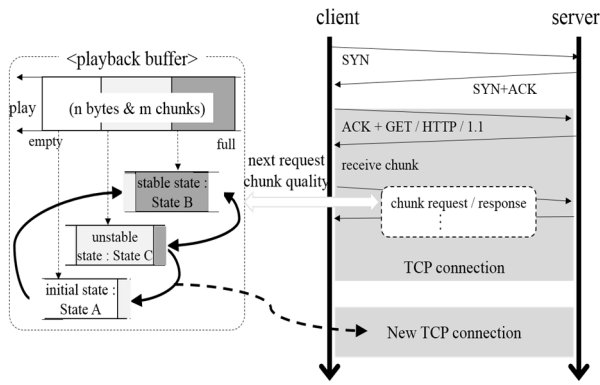 client
server
<playback buffer>
SYN
SYN+ACK
play
(n bytes & m chunks)
empty
full
ACK + GET / HTTP / 1.1
next request
chunk quality
receive chunk
stable state :
State B
chunk request / response
:
unstable
state : State C
TCP connection
initial state :
State A
New TCP connection